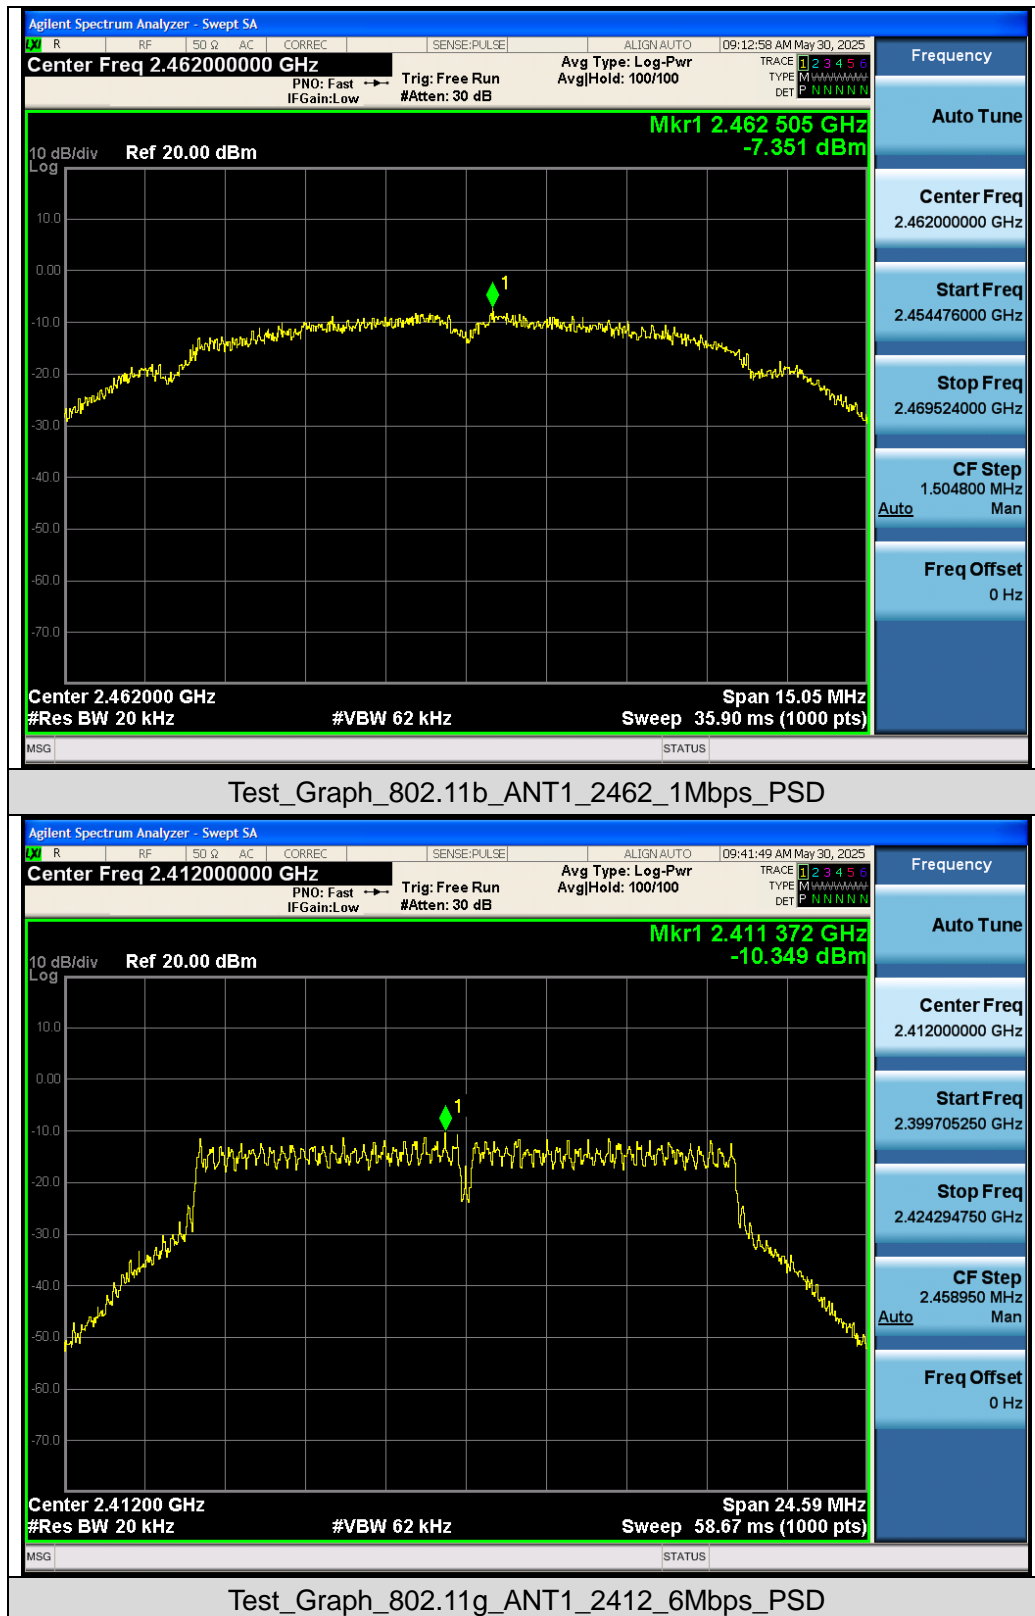 Agilent Spectrum Analyzer - Swept SA
LXI R RF 50 Ω AC CORREC SENSE:PULSE ALIGN AUTO 09:12:58 AM May 30, 2025
Center Freq 2.462000000 GHz
PNO: Fast
IFGain:Low
Trig: Free Run
#Atten: 30 dB
Avg Type: Log-Pwr
Avg|Hold: 100/100
TRACE 1 2 3 4 5 6
TYPE M
DET P N N N N N
Frequency
Auto Tune
Center Freq
2.462000000 GHz
Start Freq
2.454476000 GHz
Stop Freq
2.469524000 GHz
CF Step
1.504800 MHz
Auto Man
Freq Offset
0 Hz
Mkr1 2.462 505 GHz
-7.351 dBm
10 dB/div Ref 20.00 dBm
Log
10.0
0.00
1
-10.0
-20.0
-30.0
-40.0
-50.0
-60.0
-70.0
Center 2.462000 GHz Span 15.05 MHz
#Res BW 20 kHz #VBW 62 kHz Sweep 35.90 ms (1000 pts)
MSG STATUS
Test_Graph_802.11b_ANT1_2462_1Mbps_PSD
Agilent Spectrum Analyzer - Swept SA
LXI R RF 50 Ω AC CORREC SENSE:PULSE ALIGN AUTO 09:41:49 AM May 30, 2025
Center Freq 2.412000000 GHz
PNO: Fast
IFGain:Low
Trig: Free Run
#Atten: 30 dB
Avg Type: Log-Pwr
Avg|Hold: 100/100
TRACE 1 2 3 4 5 6
TYPE M
DET P N N N N N
Frequency
Auto Tune
Center Freq
2.412000000 GHz
Start Freq
2.399705250 GHz
Stop Freq
2.424294750 GHz
CF Step
2.458950 MHz
Auto Man
Freq Offset
0 Hz
Mkr1 2.411 372 GHz
-10.349 dBm
10 dB/div Ref 20.00 dBm
Log
10.0
0.00
1
-10.0
-20.0
-30.0
-40.0
-50.0
-60.0
-70.0
Center 2.41200 GHz Span 24.59 MHz
#Res BW 20 kHz #VBW 62 kHz Sweep 58.67 ms (1000 pts)
MSG STATUS
Test_Graph_802.11g_ANT1_2412_6Mbps_PSD